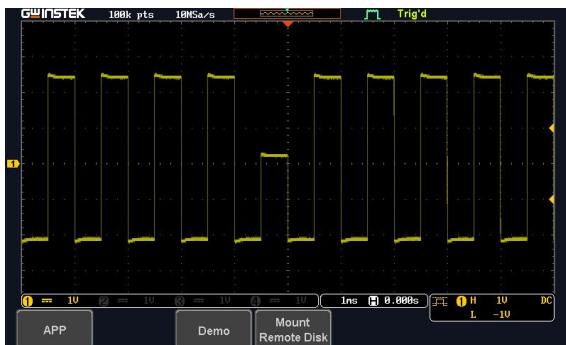 GWINSTEK 100k pts 10MSa/s Trig'd
1
1 1V 2 1V 3 1V 4 1V 1ms H 0.000s 1 H 1V DC
L -1V
APP Demo Mount
Remote Disk